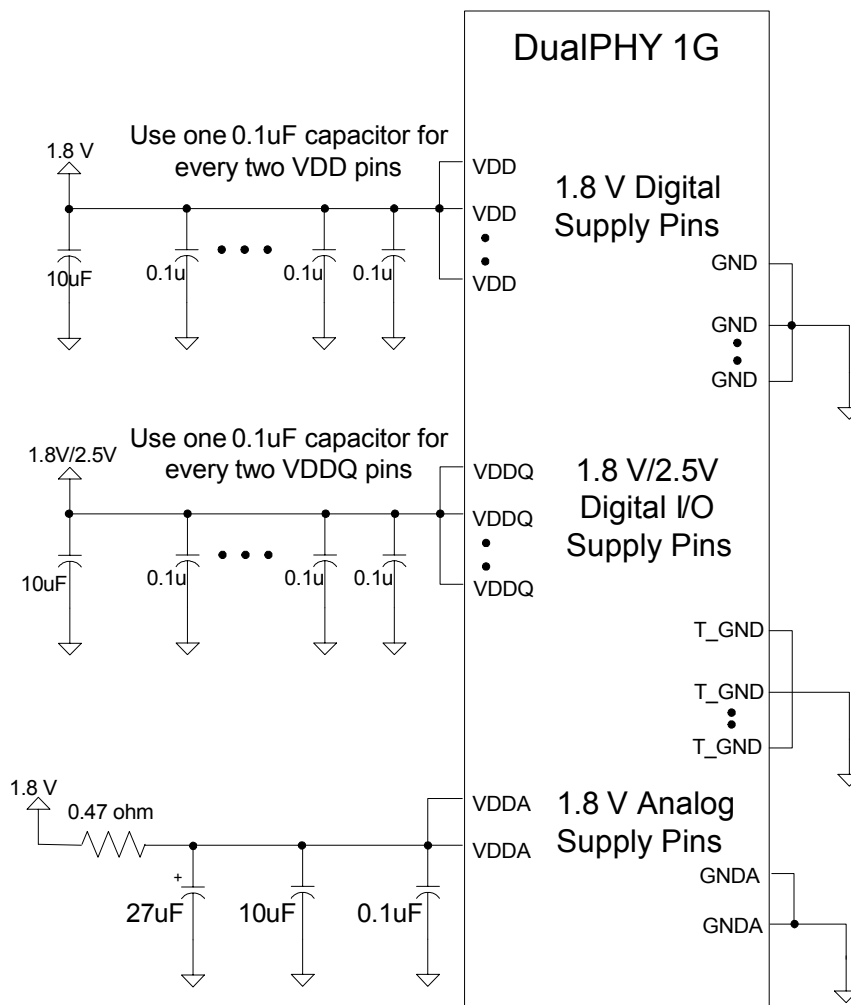 DualPHY 1G
Use one 0.1uF capacitor for
every two VDD pins
1.8 V
VDD
VDD
VDD
1.8 V Digital
Supply Pins
10uF
0.1u
0.1u
0.1u
GND
GND
GND
Use one 0.1uF capacitor for
every two VDDQ pins
1.8V/2.5V
VDDQ
VDDQ
VDDQ
1.8 V/2.5V
Digital I/O
Supply Pins
10uF
0.1u
0.1u
0.1u
T_GND
T_GND
T_GND
1.8 V
0.47 ohm
VDDA
VDDA
1.8 V Analog
Supply Pins
+
27uF
10uF
0.1uF
GNDA
GNDA